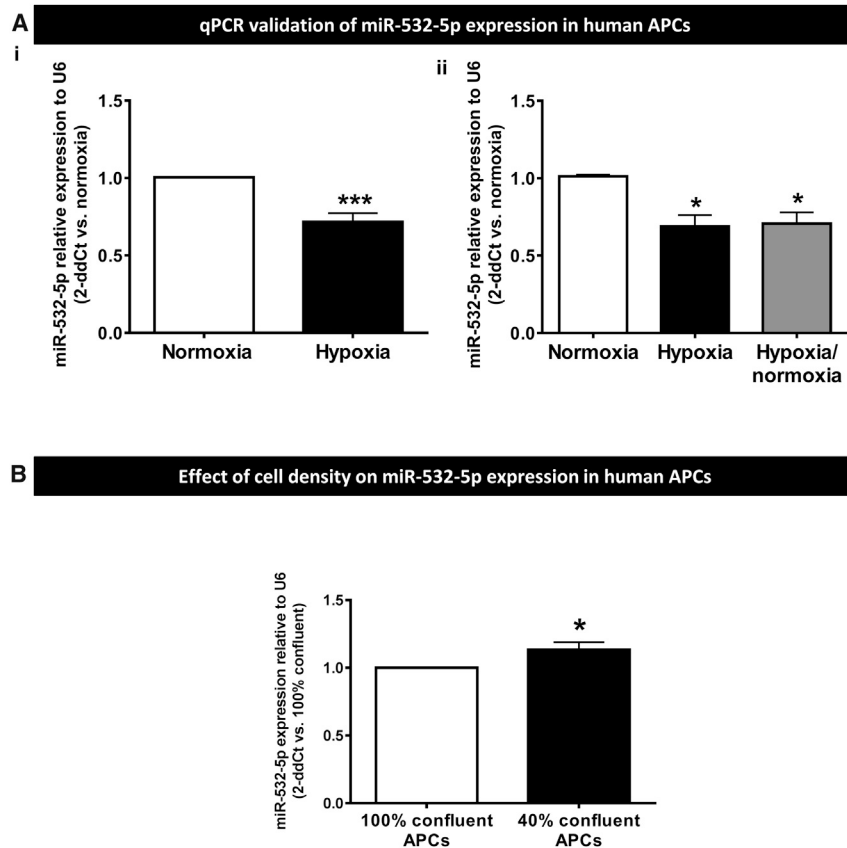 A
qPCR validation of miR-532-5p expression in human APCs
i
miR-532-5p relative expression to U6
(2-ddCt vs. normoxia)
1.5
1.0
0.5
0.0
***
Normoxia
Hypoxia
ii
miR-532-5p relative expression to U6
(2-ddCt vs. normoxia)
1.5
1.0
0.5
0.0
*
*
Normoxia
Hypoxia
Hypoxia/
normoxia
B
Effect of cell density on miR-532-5p expression in human APCs
miR-532-5p expression relative to U6
(2-ddCt vs. 100% confluent)
1.5
1.0
0.5
0.0
*
100% confluent
APCs
40% confluent
APCs